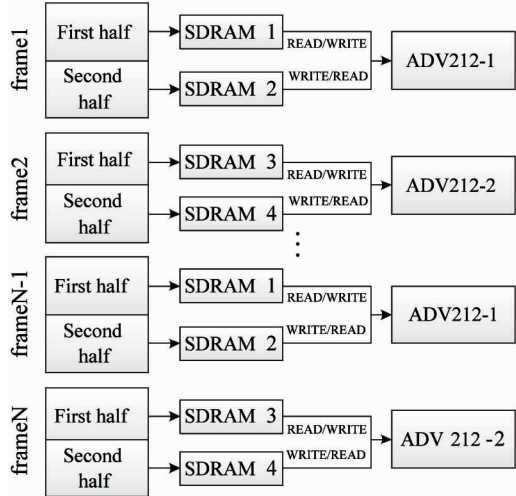 frame1
First half
SDRAM 1
READ/WRITE
Second
half
SDRAM 2
WRITE/READ
ADV212-1
frame2
First half
SDRAM 3
READ/WRITE
Second
half
SDRAM 4
WRITE/READ
ADV212-2
frameN-1
First half
SDRAM 1
READ/WRITE
Second
half
SDRAM 2
WRITE/READ
ADV212-1
frameN
First half
SDRAM 3
READ/WRITE
Second
half
SDRAM 4
WRITE/READ
ADV 212 -2